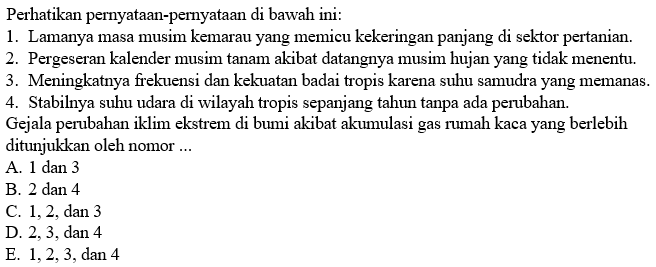 Perhatikan pernyataan-pernyataan di bawah ini:
1. Lamanya masa musim kemarau yang memicu kekeringan panjang di sektor pertanian.
2. Pergeseran kalender musim tanam akibat datangnya musim hujan yang tidak menentu.
3. Meningkatnya frekuensi dan kekuatan badai tropis karena suhu samudra yang memanas.
4. Stabilnya suhu udara di wilayah tropis sepanjang tahun tanpa ada perubahan.
Gejala perubahan iklim ekstrem di bumi akibat akumulasi gas rumah kaca yang berlebih
ditunjukkan oleh nomor ...
A. 1 dan 3
B. 2 dan 4
C. 1, 2, dan 3
D. 2, 3, dan 4
E. 1, 2, 3, dan 4